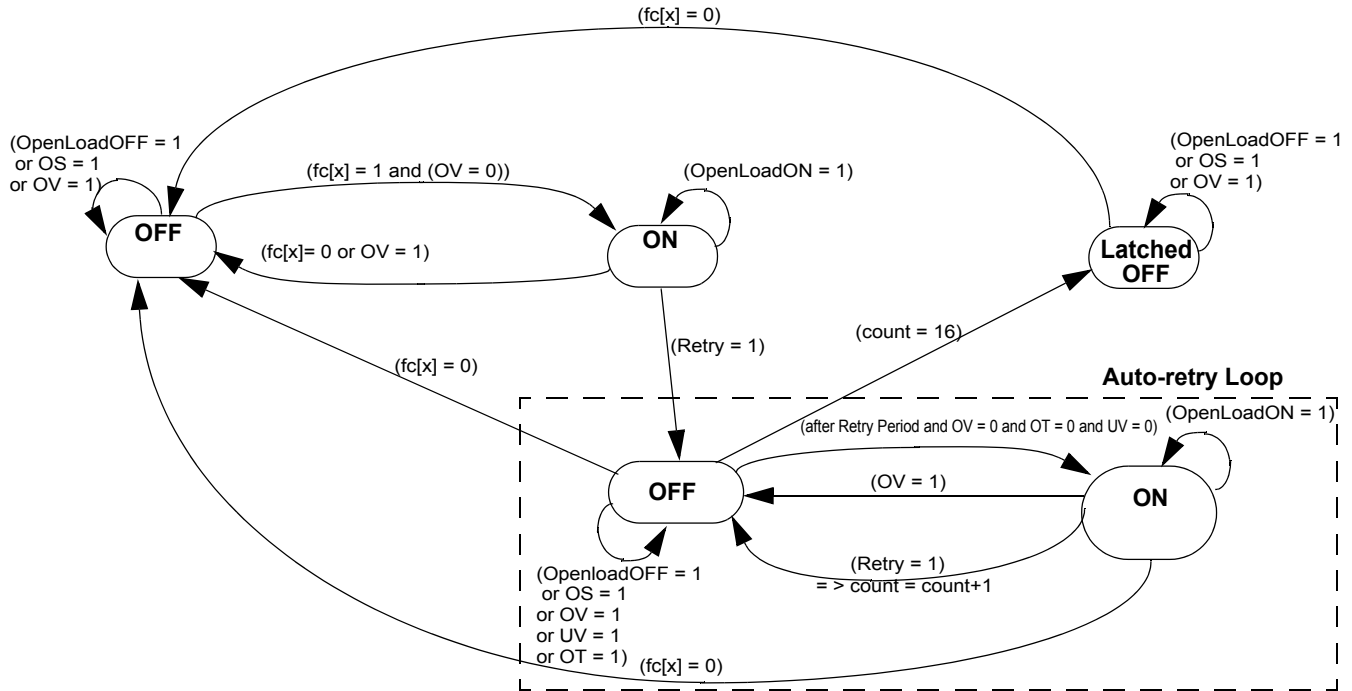 (fc[x] = 0)
(OpenLoadOFF = 1
or OS = 1
or OV = 1)
(fc[x] = 1 and (OV = 0))
(OpenLoadON = 1)
(OpenLoadOFF = 1
or OS = 1
or OV = 1)
OFF
(fc[x]= 0 or OV = 1)
ON
Latched
OFF
(Retry = 1)
(count = 16)
(fc[x] = 0)
Auto-retry Loop
(OpenLoadON = 1)
(after Retry Period and OV = 0 and OT = 0 and UV = 0)
OFF
(OV = 1)
ON
(Retry = 1)
= > count = count+1
(OpenloadOFF = 1
or OS = 1
or OV = 1
or UV = 1
or OT = 1)
(fc[x] = 0)